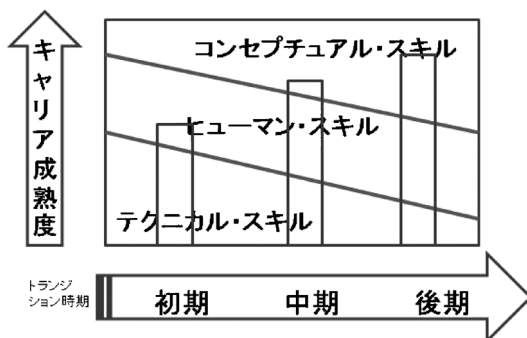 キャリア成熟度
コンセプチュアル・スキル
ヒューマン・スキル
テクニカル・スキル
トランジ
ション時期
初期
中期
後期